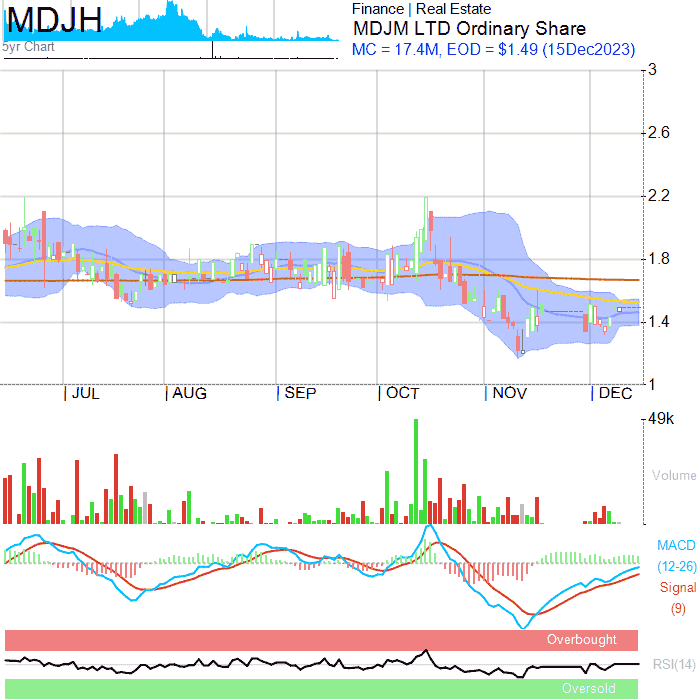 MDJH
5yr Chart
Finance | Real Estate
MDJM LTD Ordinary Share
MC = 17.4M, EOD = $1.49 (15Dec2023)
3
2.6
2.2
1.8
1.4
1
JUL AUG SEP OCT NOV DEC
49k
Volume
MACD
(12-26)
Signal
(9)
Overbought
RSI(14)
Oversold